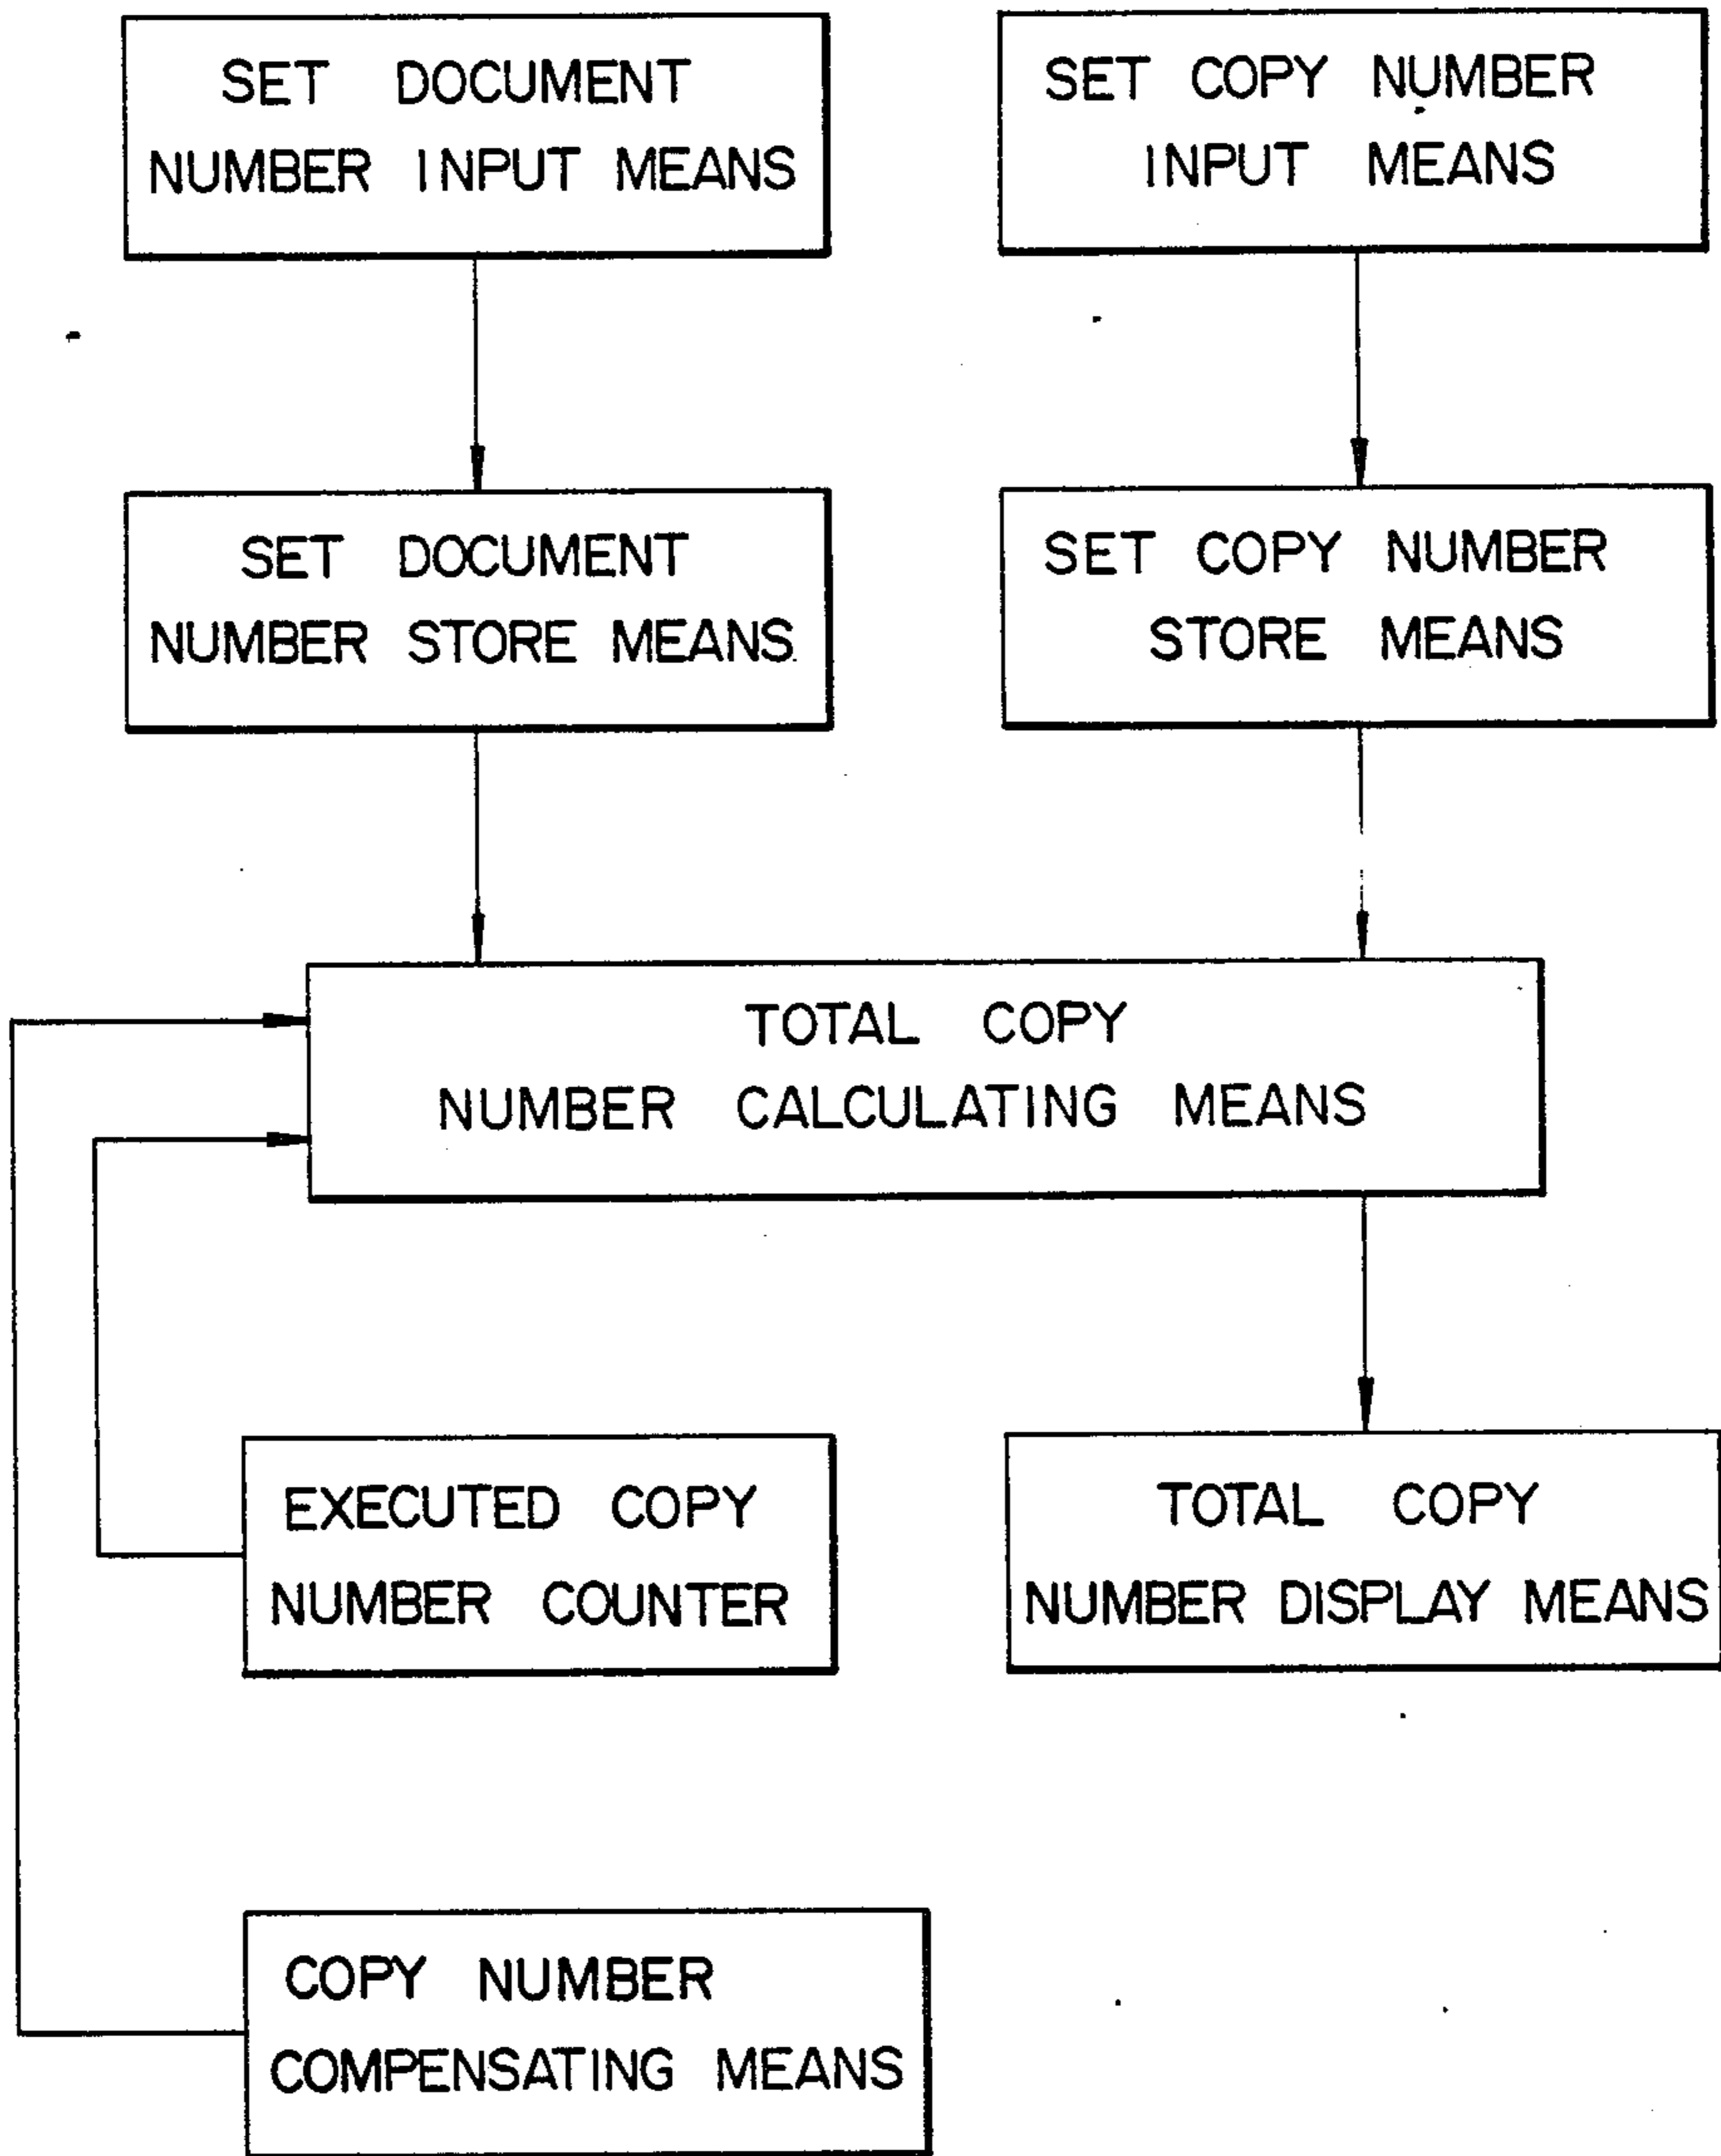 SET DOCUMENT
NUMBER INPUT MEANS
SET COPY NUMBER
INPUT MEANS
SET DOCUMENT
NUMBER STORE MEANS
SET COPY NUMBER
STORE MEANS
TOTAL COPY
NUMBER CALCULATING MEANS
EXECUTED COPY
NUMBER COUNTER
TOTAL COPY
NUMBER DISPLAY MEANS
COPY NUMBER
COMPENSATING MEANS